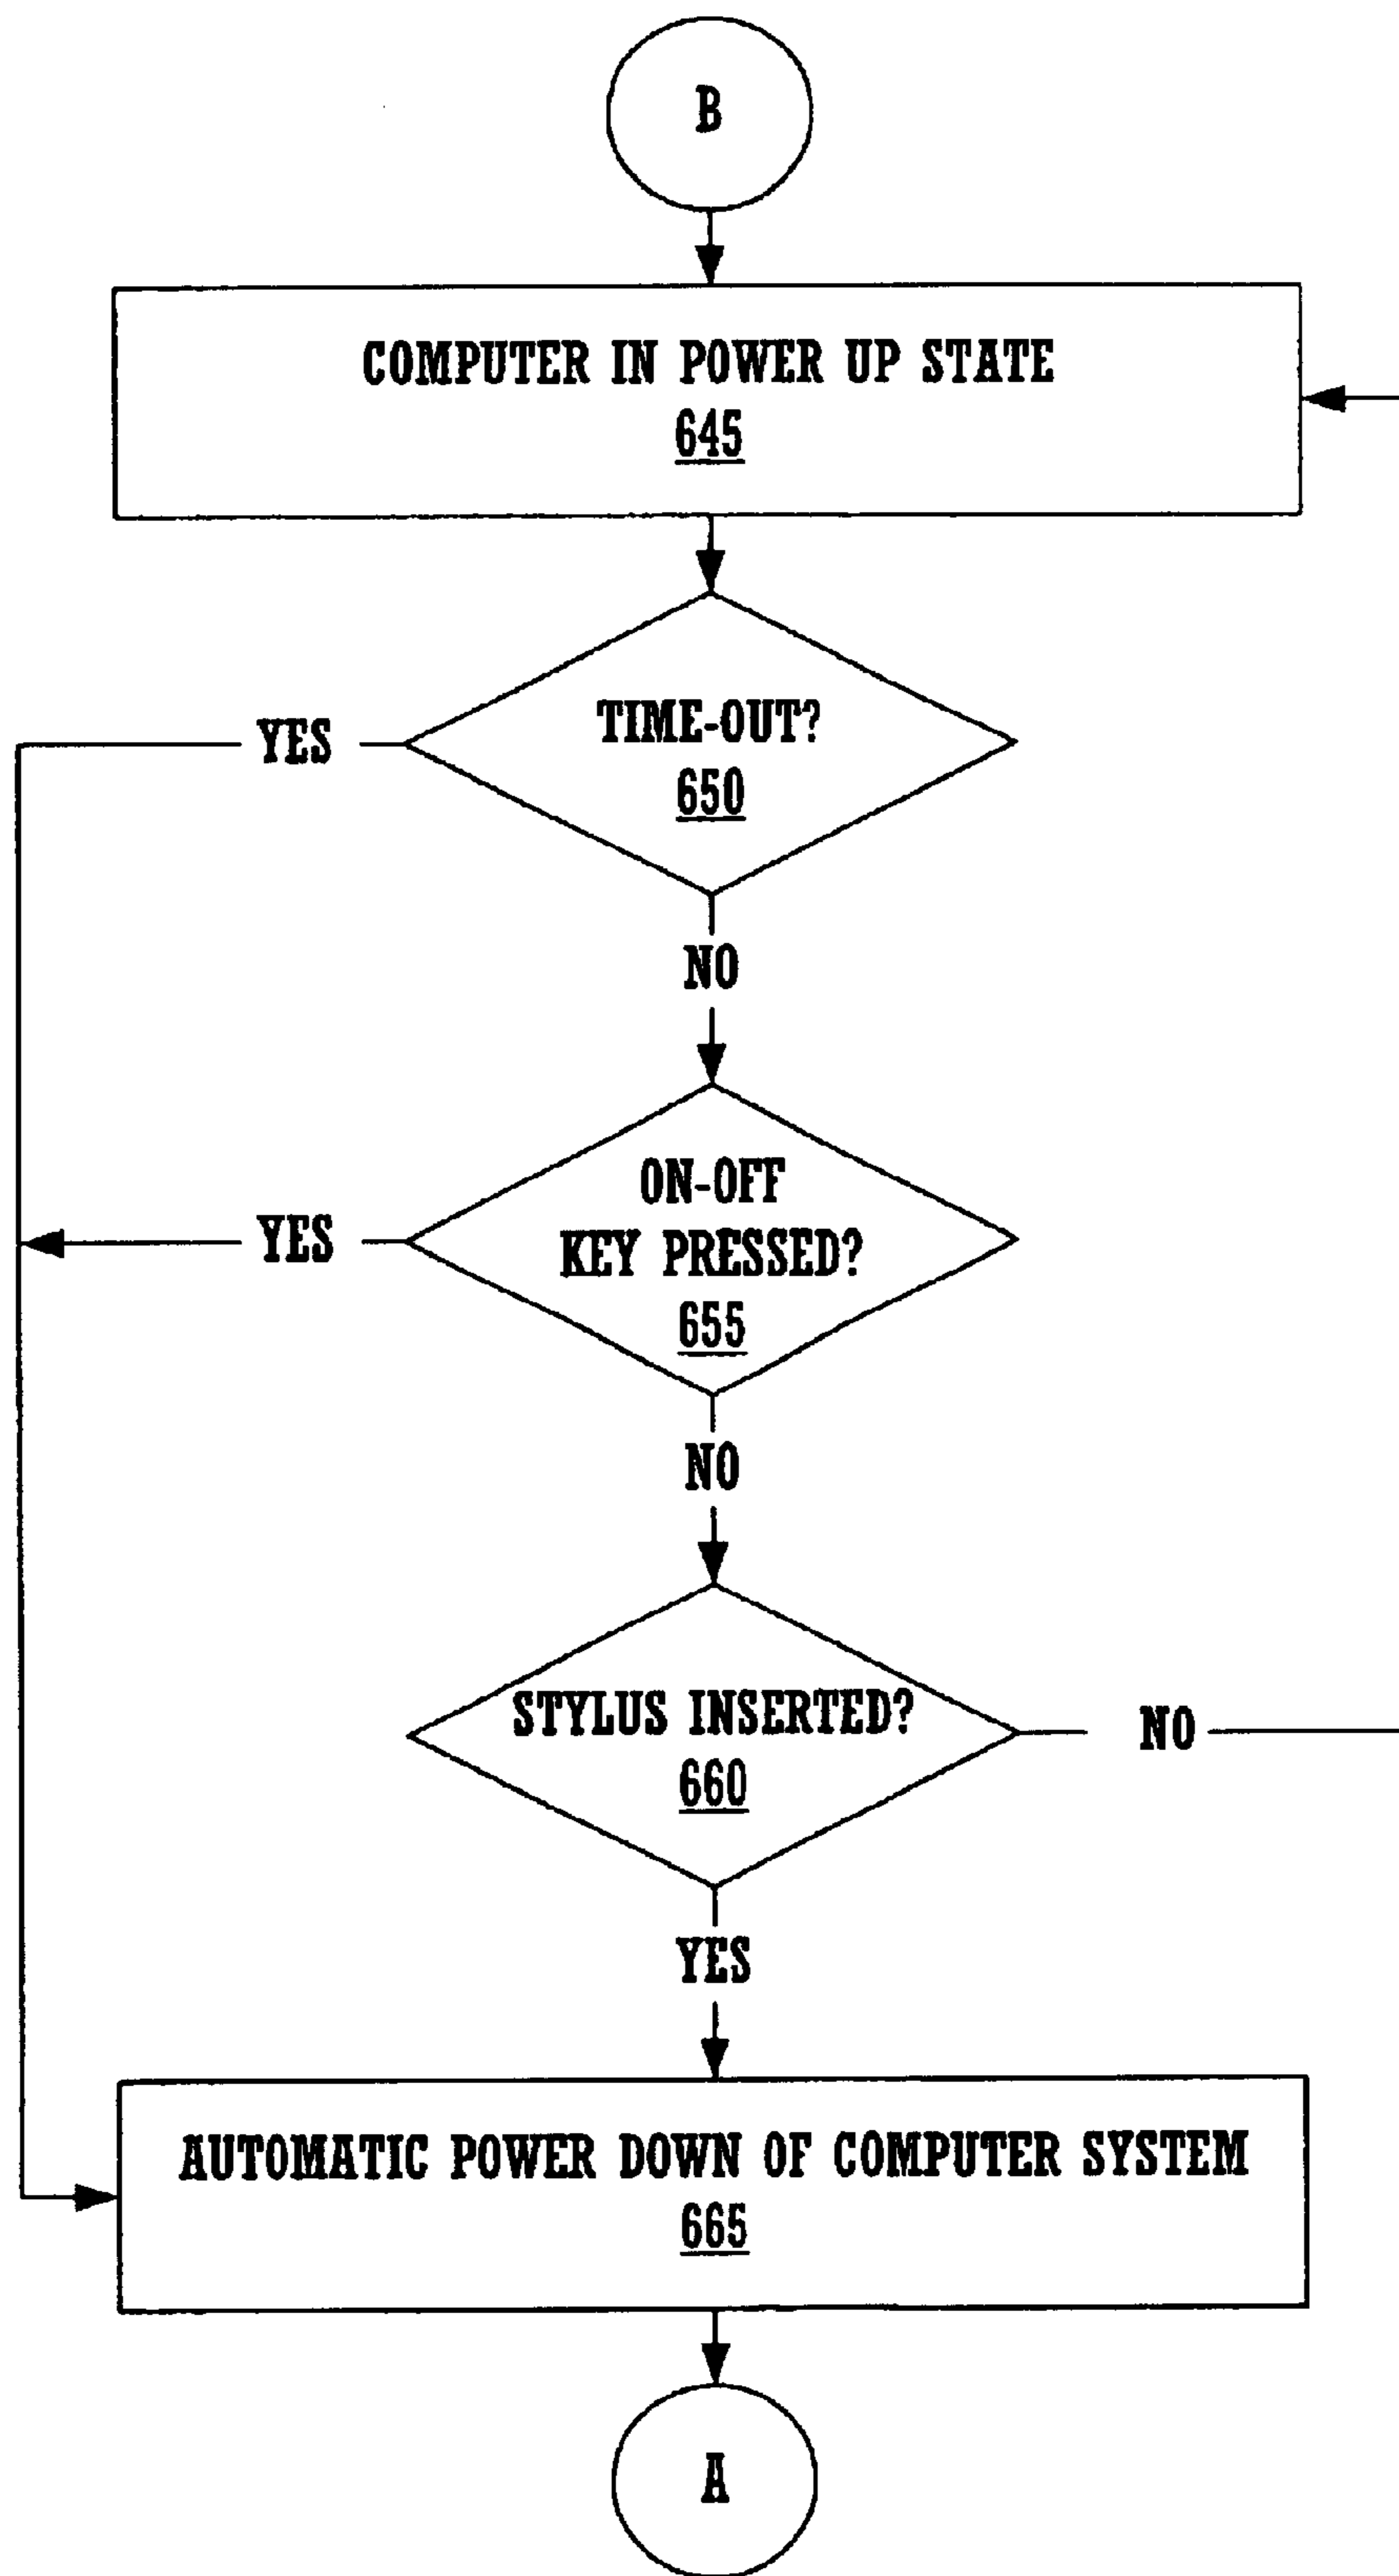 B
COMPUTER IN POWER UP STATE
645
TIME-OUT?
650
YES
NO
ON-OFF
KEY PRESSED?
655
YES
NO
STYLUS INSERTED?
660
NO
YES
AUTOMATIC POWER DOWN OF COMPUTER SYSTEM
665
A